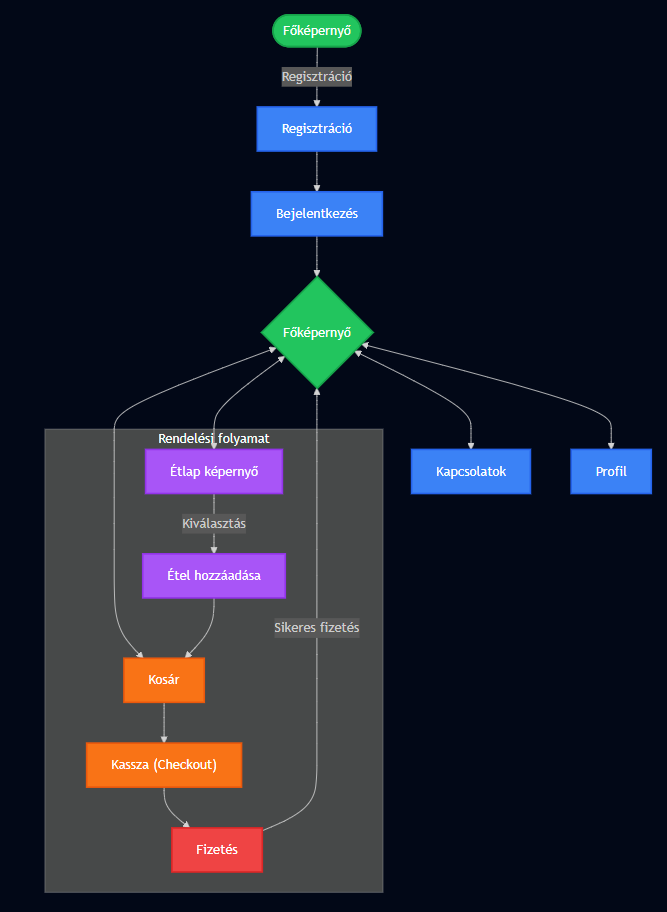 Főképernyő
Regisztráció
Regisztráció
Bejelentkezés
Főképernyő
Rendelési folyamat
Étlap képernyő
Kapcsolatok
Profil
Kiválasztás
Étel hozzáadása
Sikeres fizetés
Kosár
Kassza (Checkout)
Fizetés